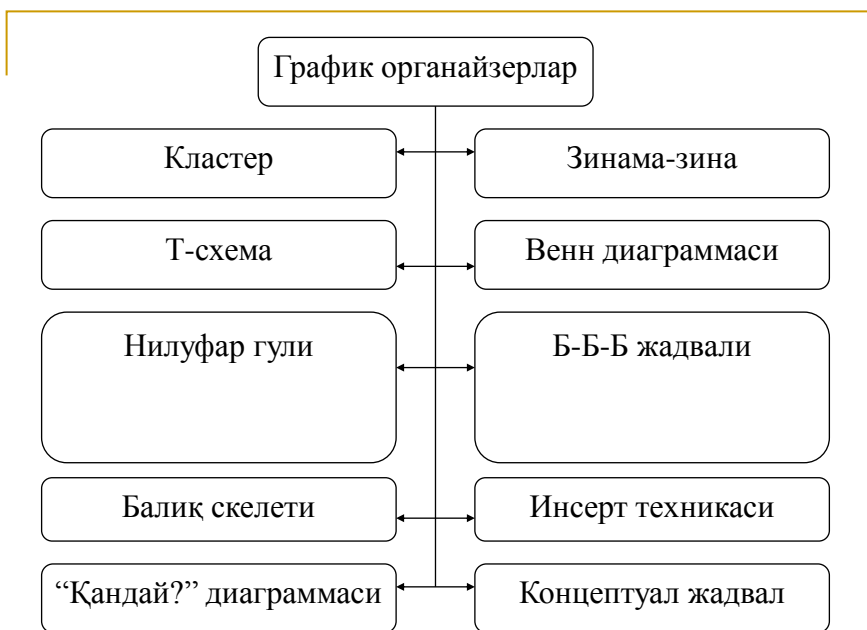 График органайзерлар
Кластер
Зинама-зина
Т-схема
Венн диаграммаси
Нилуфар гули
Б-Б-Б жадвали
Балиқ скелети
Инсерт техникаси
“Қандай?” диаграммаси
Концептуал жадвал